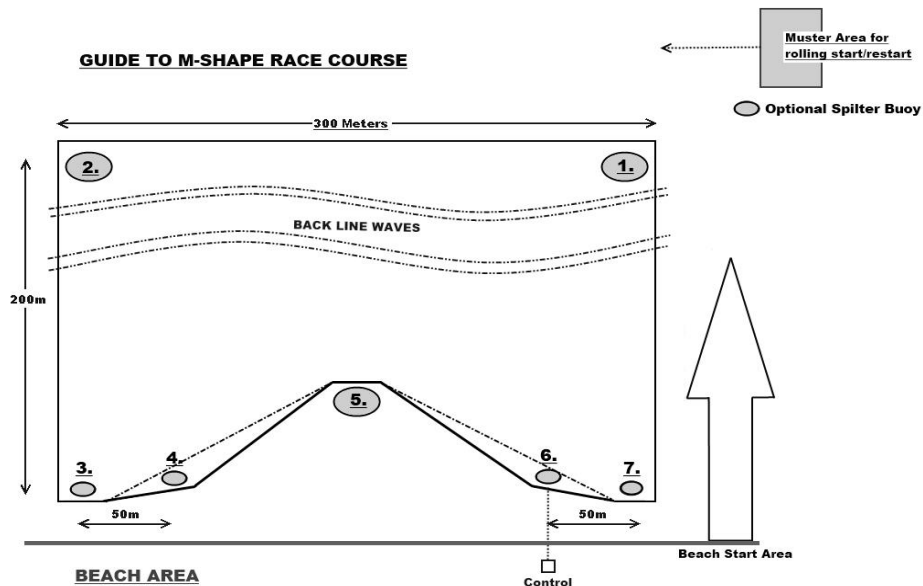 GUIDE TO M-SHAPE RACE COURSE
Muster Area for
rolling start/restart
Optional Spilter Buoy
300 Meters
2.
1.
BACK LINE WAVES
200m
5.
3.
4.
6.
7.
50m
50m
Beach Start Area
BEACH AREA
Control